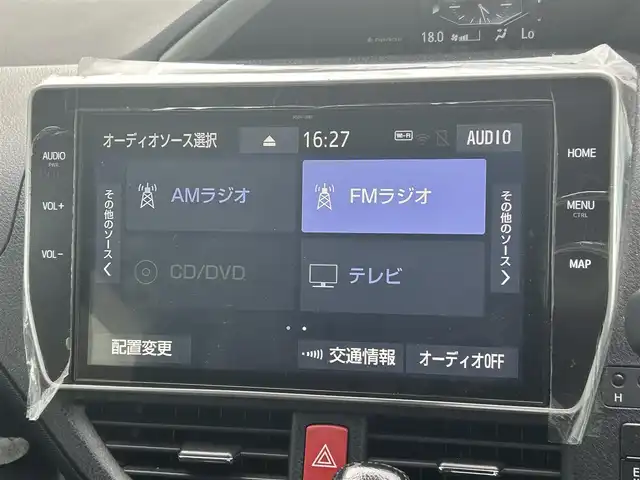 18.0 Lo
AUDIO
VOL+
VOL-
オーディオソース選択 16:27 Wi-Fi AUDIO
AMラジオ FMラジオ
その他のソース その他のソース
CD/DVD テレビ
配置変更 交通情報 オーディオOFF
HOME
MENU
CTRL
MAP
H
E